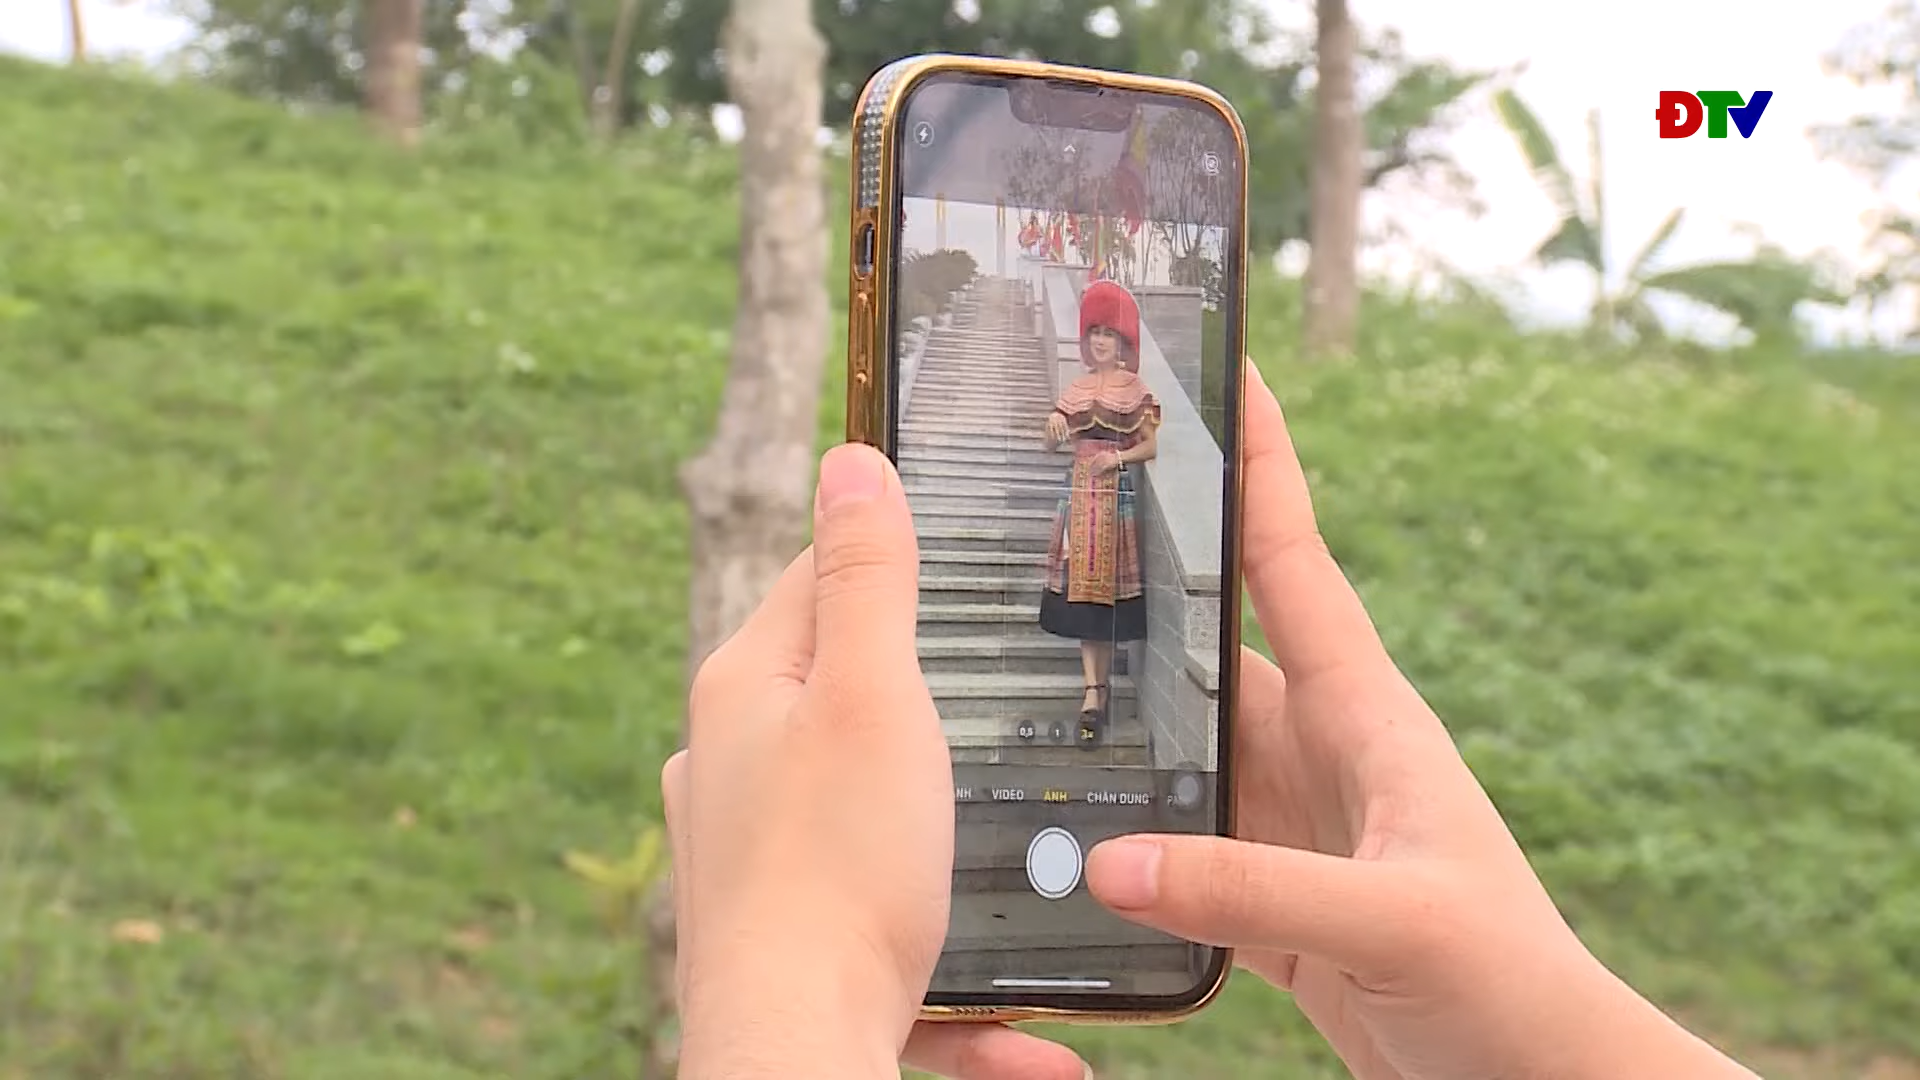 ĐTV
0,5 1 3x
VIDEO ẢNH CHÂN DUNG